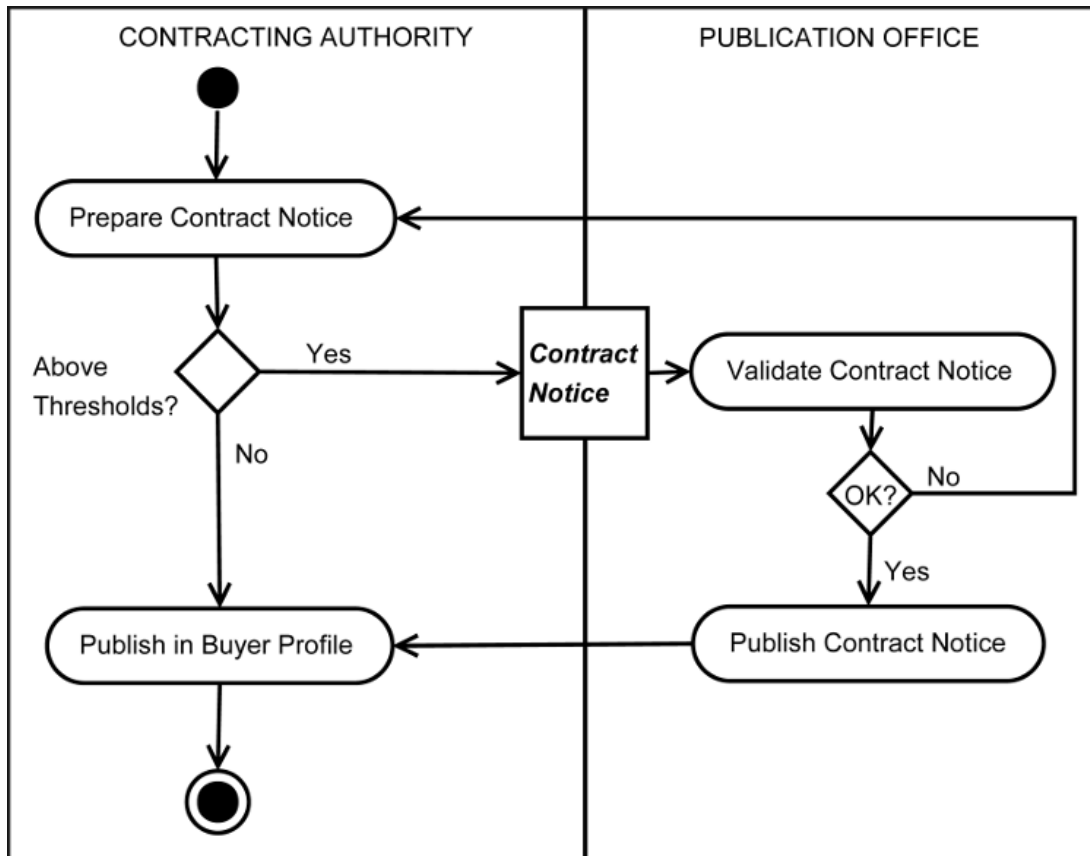 CONTRACTING AUTHORITY
PUBLICATION OFFICE
Prepare Contract Notice
Above
Thresholds?
Yes
Contract
Notice
Validate Contract Notice
No
OK?
No
Yes
Publish in Buyer Profile
Publish Contract Notice